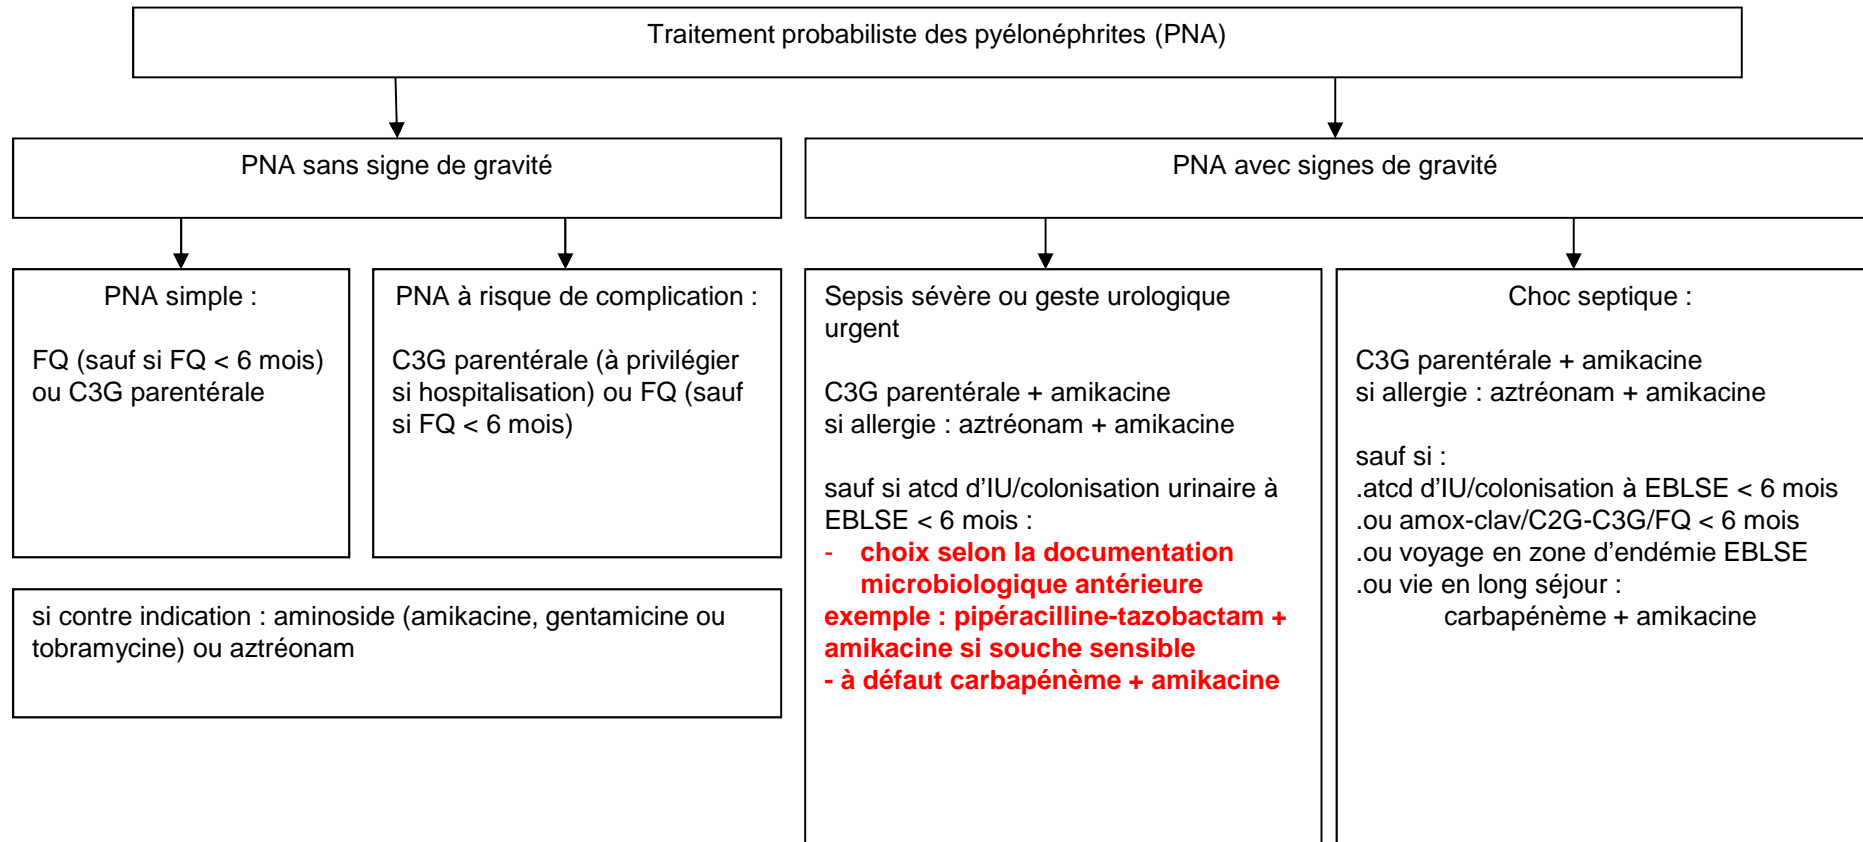 Traitement probabiliste des pyélonéphrites (PNA)
PNA sans signe de gravité
PNA avec signes de gravité
PNA simple :
FQ (sauf si FQ < 6 mois)
ou C3G parentérale
PNA à risque de complication :
C3G parentérale (à privilégier
si hospitalisation) ou FQ (sauf
si FQ < 6 mois)
si contre indication : aminoside (amikacine, gentamicine ou
tobramycine) ou aztréonam
Sepsis sévère ou geste urologique
urgent
C3G parentérale + amikacine
si allergie : aztréonam + amikacine
sauf si atcd d’IU/colonisation urinaire à
EBLSE < 6 mois :
- choix selon la documentation
microbiologique antérieure
exemple : pipéracilline-tazobactam +
amikacine si souche sensible
- à défaut carbapénème + amikacine
Choc septique :
C3G parentérale + amikacine
si allergie : aztréonam + amikacine
sauf si :
.atcd d’IU/colonisation à EBLSE < 6 mois
.ou amox-clav/C2G-C3G/FQ < 6 mois
.ou voyage en zone d’endémie EBLSE
.ou vie en long séjour :
carbapénème + amikacine